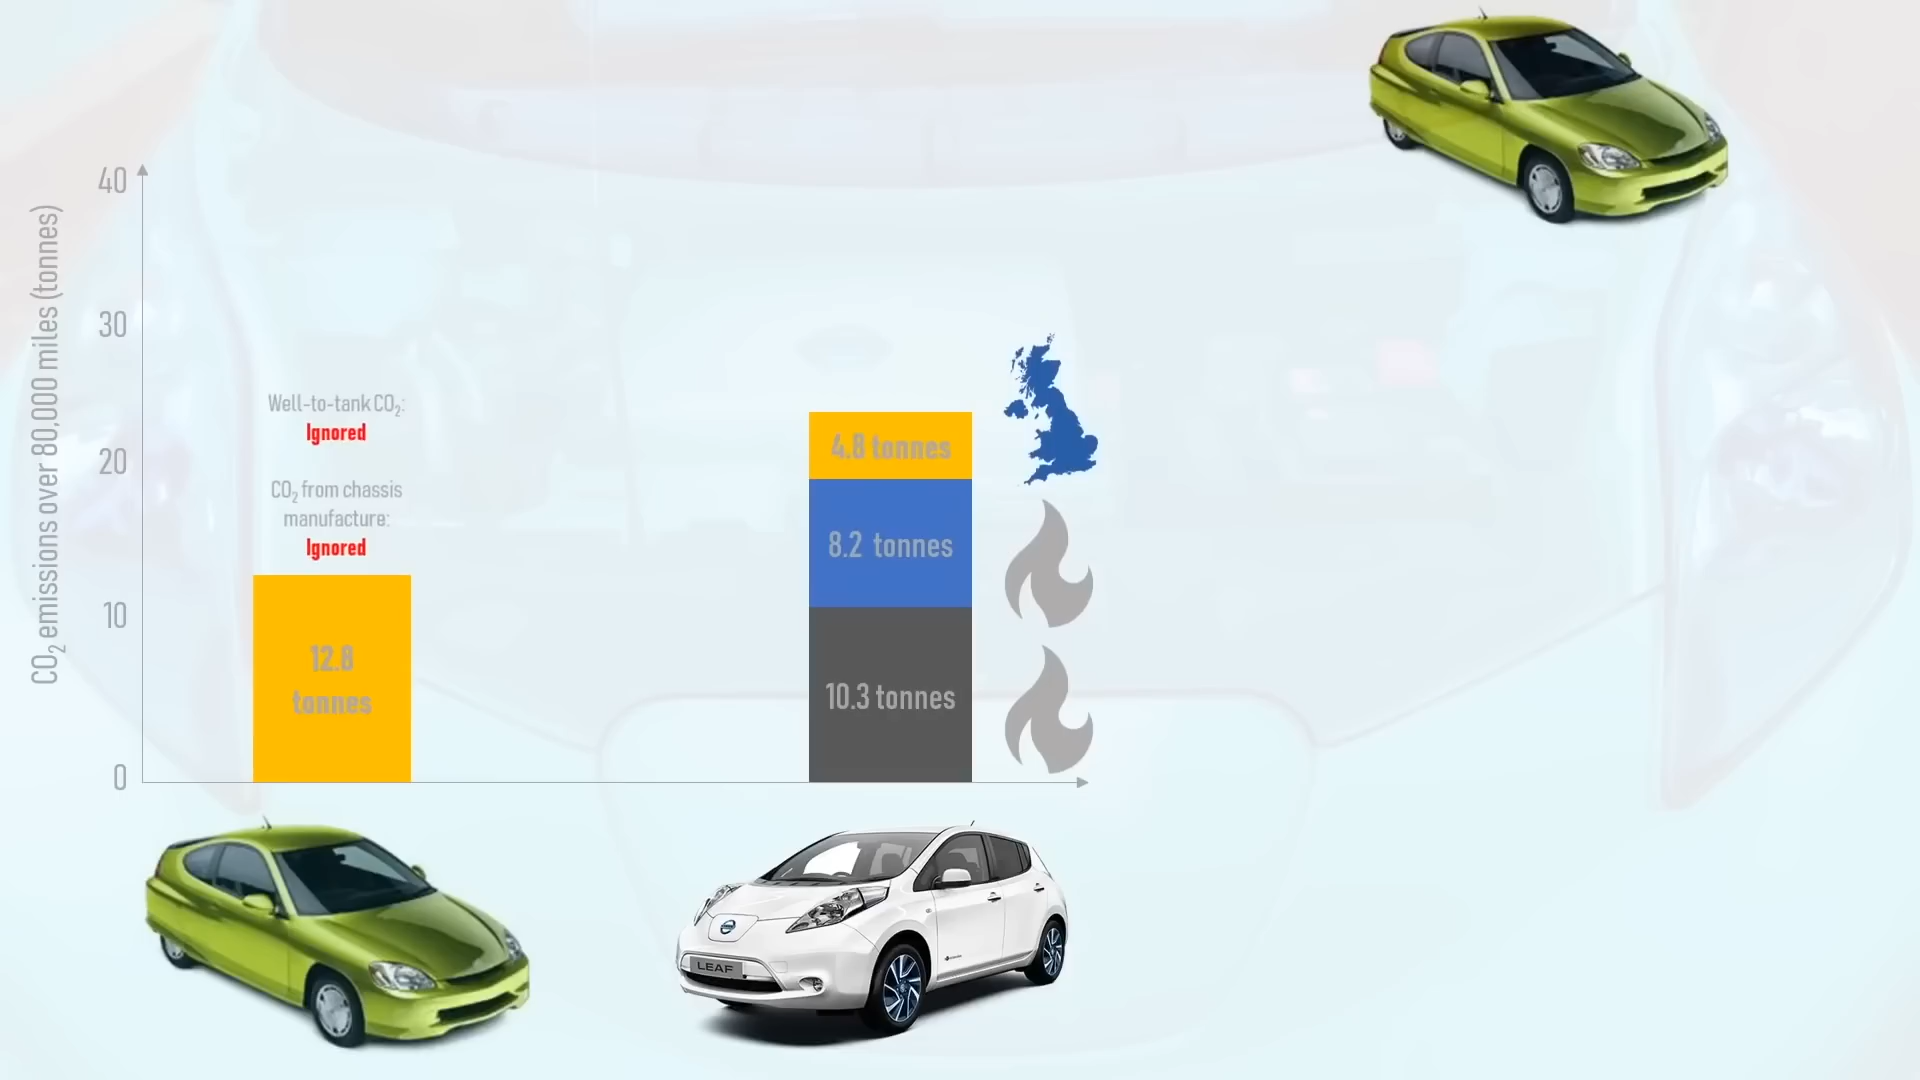 CO₂ emissions over 80,000 miles (tonnes)
40
30
20
10
0
Well-to-tank CO₂:
Ignored
CO₂ from chassis
manufacture:
Ignored
12.8
tonnes
4.8 tonnes
8.2 tonnes
10.3 tonnes
LEAF